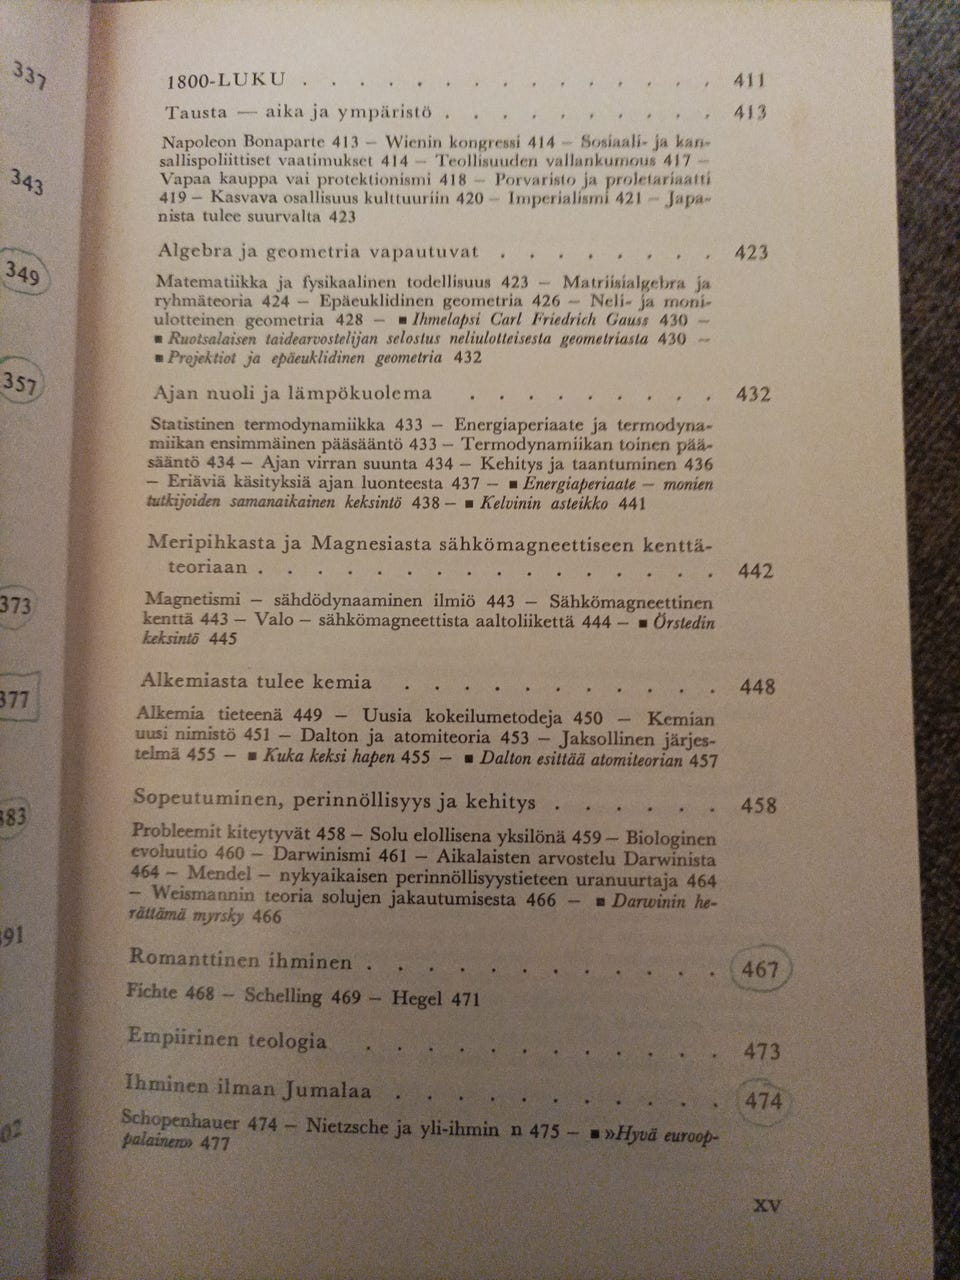 337
343
349
357
373
377
383
391
1800-LUKU . . . . . . . . . . . . . . . 411
Tausta — aika ja ympäristö . . . . . . . . . . 413
Napoleon Bonaparte 413 — Wienin kongressi 414 — Sosiaali- ja kan-
sallispoliittiset vaatimukset 414 — Teollisuuden vallankumous 417 —
Vapaa kauppa vai protektionismi 418 — Porvaristo ja proletariaatti
419 — Kasvava osallisuus kulttuuriin 420 — Imperialismi 421 — Japa-
nista tulee suurvalta 423
Algebra ja geometria vapautuvat . . . . . . . . 423
Matematiikka ja fysikaalinen todellisuus 423 — Matriisialgebra ja
ryhmäteoria 424 — Epäeuklidinen geometria 426 — Neli- ja moni-
ulotteinen geometria 428 — ■ Ihmelapsi Carl Friedrich Gauss 430 —
■ Ruotsalaisen taidearvostelijan selostus neliulotteisesta geometriasta 430 —
■ Projektiot ja epäeuklidinen geometria 432
Ajan nuoli ja lämpökuolema . . . . . . . . . 432
Statistinen termodynamiikka 433 — Energiaperiaate ja termodyna-
miikan ensimmäinen pääsääntö 433 — Termodynamiikan toinen pää-
sääntö 434 — Ajan virran suunta 434 — Kehitys ja taantuminen 436
— Eriäviä käsityksiä ajan luonteesta 437 — ■ Energiaperiaate — monien
tutkijoiden samanaikainen keksintö 438 — ■ Kelvinin asteikko 441
Meripihkasta ja Magnesiasta sähkömagneettiseen kenttä-
teoriaan . . . . . . . . . . . . . . . . 442
Magnetismi — sähdödynaaminen ilmiö 443 — Sähkömagneettinen
kenttä 443 — Valo — sähkömagneettista aaltoliikettä 444 — ■ Örstedin
keksintö 445
Alkemiasta tulee kemia . . . . . . . . . . . 448
Alkemia tieteenä 449 — Uusia kokeilumetodeja 450 — Kemian
uusi nimistö 451 — Dalton ja atomiteoria 453 — Jaksollinen järjes-
telmä 455 — ■ Kuka keksi hapen 455 — ■ Dalton esittää atomiteorian 457
Sopeutuminen, perinnöllisyys ja kehitys . . . . . . 458
Probleemit kiteytyvät 458 — Solu elollisena yksilönä 459 — Biologinen
evoluutio 460 — Darwinismi 461 — Aikalaisten arvostelu Darwinista
464 — Mendel — nykyaikaisen perinnöllisyystieteen uranuurtaja 464
— Weismannin teoria solujen jakautumisesta 466 — ■ Darwinin he-
rättämä myrsky 466
Romanttinen ihminen . . . . . . . . . . . . 467
Fichte 468 — Schelling 469 — Hegel 471
Empiirinen teologia . . . . . . . . . . . . 473
Ihminen ilman Jumalaa . . . . . . . . . . . 474
Schopenhauer 474 — Nietzsche ja yli-ihmin n 475 — ■ »Hyvä euroop-
palainen» 477
XV